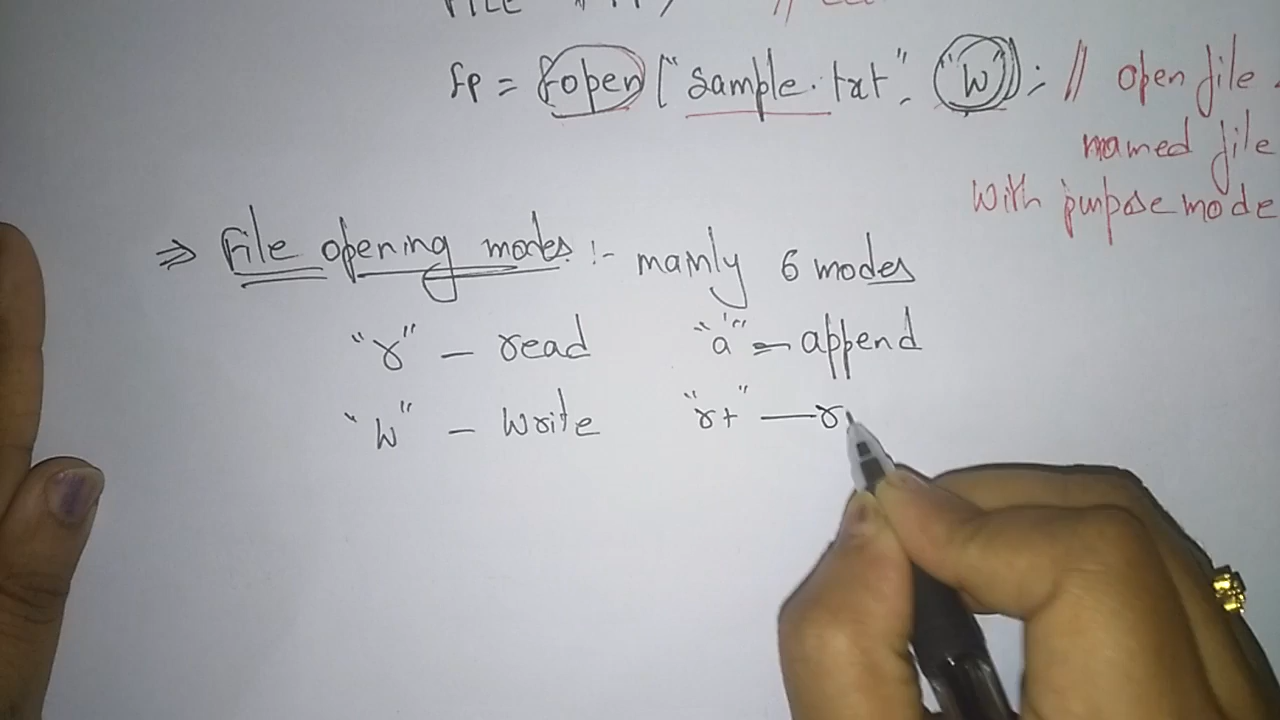 fp = fopen("sample.txt", "w"); // open file
named file
with purpose mode
⇒ File opening modes :- mainly 6 modes
"r" — read "a" — append
"w" — write "r+" — r